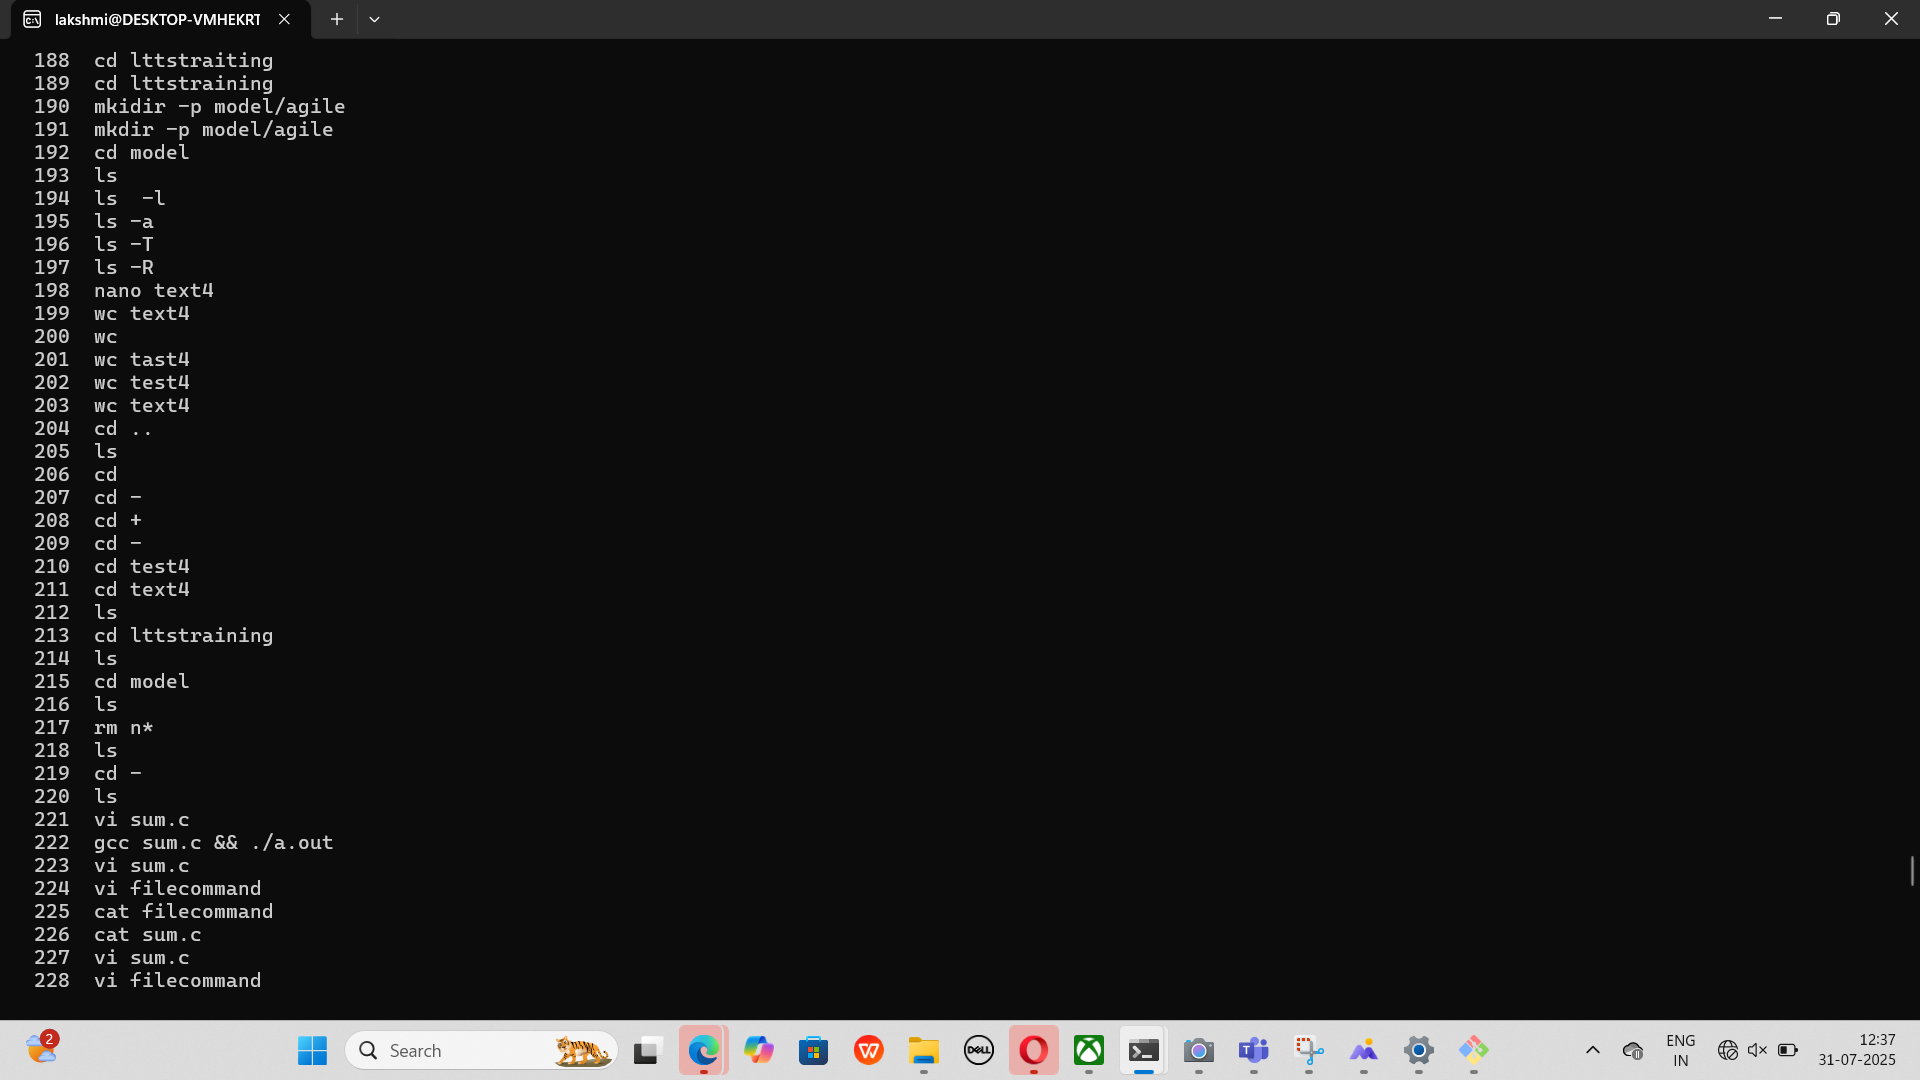 lakshmi@DESKTOP-VMHEKRT
188 cd lttstraiting
189 cd lttstraining
190 mkidir -p model/agile
191 mkdir -p model/agile
192 cd model
193 ls
194 ls  -l
195 ls -a
196 ls -T
197 ls -R
198 nano text4
199 wc text4
200 wc
201 wc tast4
202 wc test4
203 wc text4
204 cd ..
205 ls
206 cd
207 cd -
208 cd +
209 cd -
210 cd test4
211 cd text4
212 ls
213 cd lttstraining
214 ls
215 cd model
216 ls
217 rm n*
218 ls
219 cd -
220 ls
221 vi sum.c
222 gcc sum.c && ./a.out
223 vi sum.c
224 vi filecommand
225 cat filecommand
226 cat sum.c
227 vi sum.c
228 vi filecommand
2
Search
DELL
ENG
IN
12:37
31-07-2025